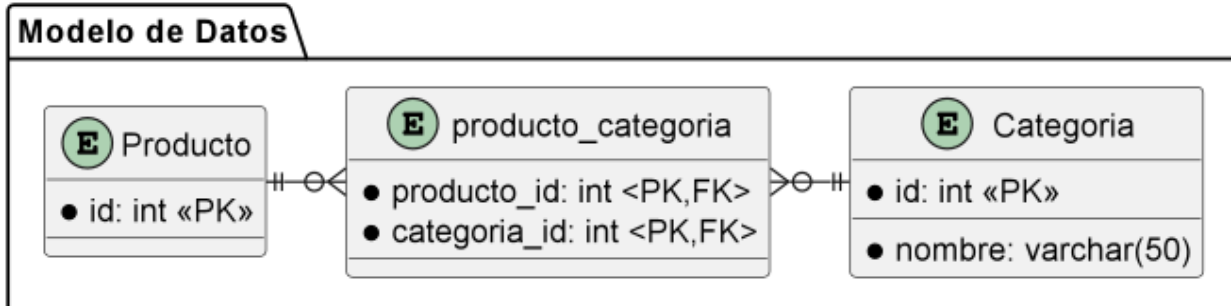 Modelo de Datos
E Producto
id: int «PK»
E producto_categoria
producto_id: int <PK,FK>
categoria_id: int <PK,FK>
E Categoria
id: int «PK»
nombre: varchar(50)